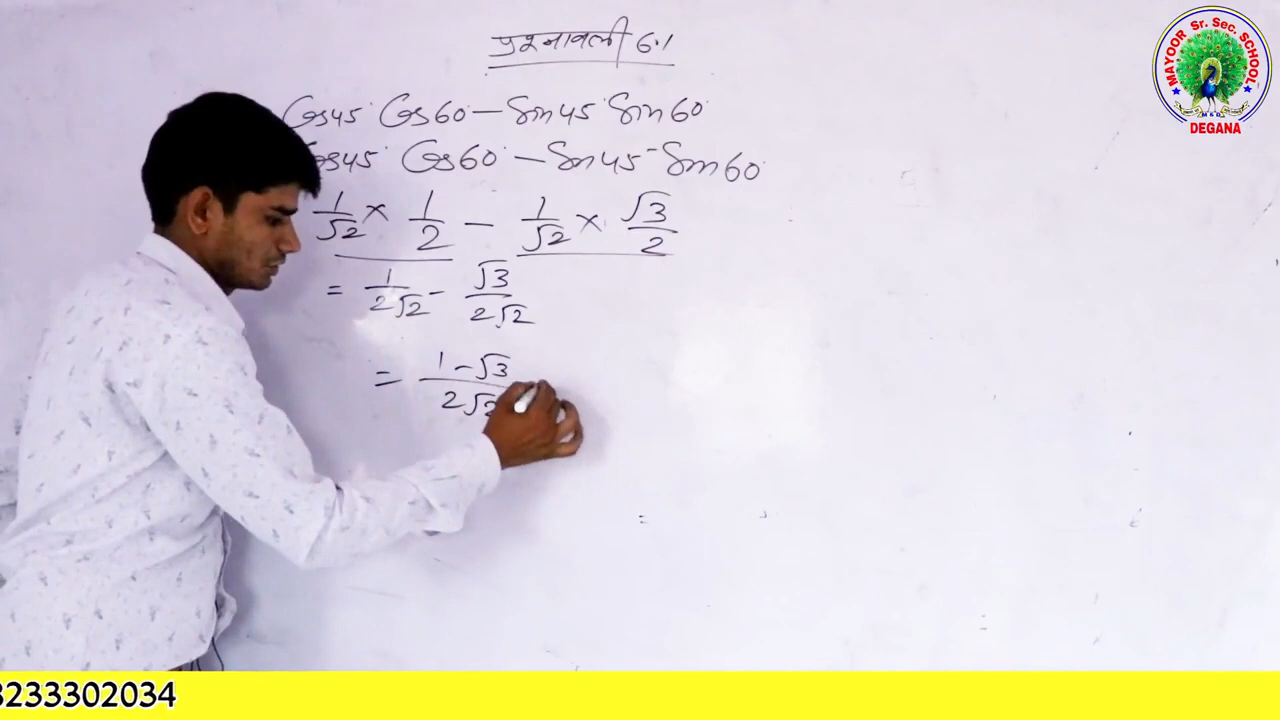 प्रश्नावली 6.1
Cos45° Cos60 – Sin45° Sin60°
Cos45° Cos60° – Sin45° Sin60°
1/√2 × 1/2 – 1/√2 × √3/2
= 1/2√2 - √3/2√2
= 1-√3/2√2
MAYOOR Sr. Sec. SCHOOL
DEGANA
3233302034